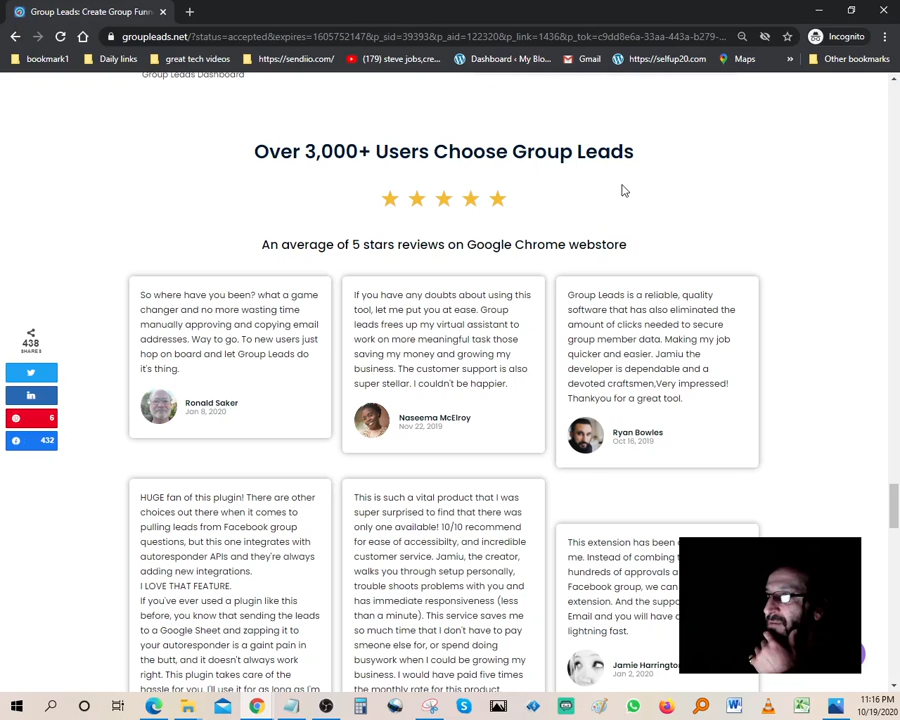 Group Leads: Create Group Funn
groupleads.net/?status=accepted&expires=1605752147&p_sid=39393&p_aid=122320&p_link=1436&p_tok=c9dd8e6a-33aa-443a-b279-...
Incognito
bookmark1
Daily links
great tech videos
https://sendiio.com/
(179) steve jobs,cre...
Dashboard ‹ My Blo...
Gmail
https://selfup20.com
Maps
»
Other bookmarks
Group Leads Dashboard
Over 3,000+ Users Choose Group Leads
An average of 5 stars reviews on Google Chrome webstore
So where have you been? what a game
changer and no more wasting time
manually approving and copying email
addresses. Way to go. To new users just
hop on board and let Group Leads do
it's thing.
Ronald Saker
Jan 8, 2020
If you have any doubts about using this
tool, let me put you at ease. Group
leads frees up my virtual assistant to
work on more meaningful task those
saving my money and growing my
business. The customer support is also
super stellar. I couldn't be happier.
Naseema McElroy
Nov 22, 2019
Group Leads is a reliable, quality
software that has also eliminated the
amount of clicks needed to secure
group member data. Making my job
quicker and easier. Jamiu the
developer is dependable and a
devoted craftsmen,Very impressed!
Thankyou for a great tool.
Ryan Bowles
Oct 16, 2019
438
SHARES
6
432
HUGE fan of this plugin! There are other
choices out there when it comes to
pulling leads from Facebook group
questions, but this one integrates with
autoresponder APIs and they're always
adding new integrations.
I LOVE THAT FEATURE.
If you've ever used a plugin like this
before, you know that sending the leads
to a Google Sheet and zapping it to
your autoresponder is a gaint pain in
the butt, and it doesn't always work
right. This plugin takes care of the
hassle for you. I'll use it for as long as I'm
This is such a vital product that I was
super surprised to find that there was
only one available! 10/10 recommend
for ease of accessibilty, and incredible
customer service. Jamiu, the creator,
walks you through setup personally,
trouble shoots problems with you and
has immediate responsiveness (less
than a minute). This service saves me
so much time that I don't have to pay
someone else for, or spend doing
busywork when I could be growing my
business. I would have paid five times
the monthly rate for this product
This extension has been
me. Instead of combing
hundreds of approvals
Facebook group, we can
extension. And the supp
Email and you will have
lightning fast.
Jamie Harrington
Jan 2, 2020
11:16 PM
10/19/2020